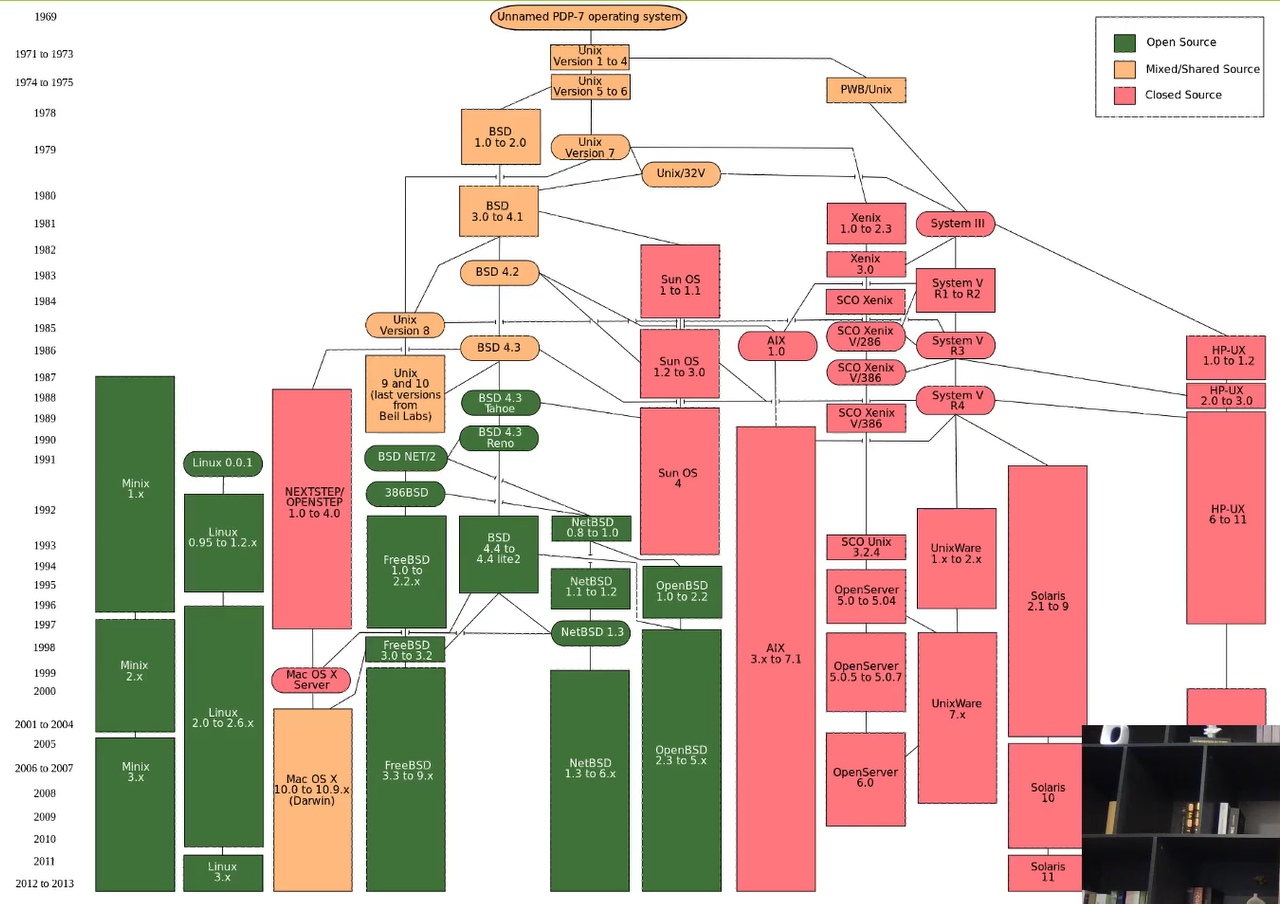 1969
Unnamed PDP-7 operating system
1971 to 1973
Unix
Version 1 to 4
1974 to 1975
Unix
Version 5 to 6
PWB/Unix
Open Source
Mixed/Shared Source
Closed Source
1978
BSD
1.0 to 2.0
1979
Unix
Version 7
Unix/32V
1980
BSD
3.0 to 4.1
1981
Xenix
1.0 to 2.3
System III
1982
Xenix
3.0
1983
BSD 4.2
Sun OS
1 to 1.1
System V
R1 to R2
1984
SCO Xenix
1985
Unix
Version 8
SCO Xenix
V/286
AIX
1.0
System V
R3
1986
BSD 4.3
Sun OS
1.2 to 3.0
HP-UX
1.0 to 1.2
1987
Unix
9 and 10
(last versions
from
Bell Labs)
SCO Xenix
V/386
1988
BSD 4.3
Tahoe
System V
R4
HP-UX
2.0 to 3.0
1989
SCO Xenix
V/386
1990
BSD 4.3
Reno
1991
BSD NET/2
Linux 0.0.1
Minix
1.x
Sun OS
4
386BSD
NEXTSTEP/
OPENSTEP
1.0 to 4.0
1992
HP-UX
6 to 11
NetBSD
0.8 to 1.0
Linux
0.95 to 1.2.x
1993
BSD
4.4 to
4.4 lite2
SCO Unix
3.2.4
UnixWare
1.x to 2.x
1994
FreeBSD
1.0 to
2.2.x
1995
NetBSD
1.1 to 1.2
OpenBSD
1.0 to 2.2
OpenServer
5.0 to 5.04
Solaris
2.1 to 9
1996
1997
NetBSD 1.3
1998
FreeBSD
3.0 to 3.2
AIX
3.x to 7.1
Minix
2.x
1999
Mac OS X
Server
OpenServer
5.0.5 to 5.0.7
2000
UnixWare
7.x
Linux
2.0 to 2.6.x
2001 to 2004
2005
OpenBSD
2.3 to 5.x
2006 to 2007
Minix
3.x
FreeBSD
3.3 to 9.x
NetBSD
1.3 to 6.x
OpenServer
6.0
Mac OS X
10.0 to 10.9.x
(Darwin)
2008
Solaris
10
2009
2010
2011
Linux
3.x
Solaris
11
2012 to 2013